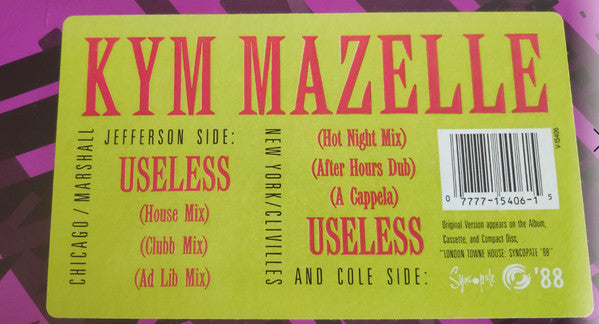 KYM MAZELLE
CHICAGO/MARSHALL
JEFFERSON SIDE:
USELESS
(House Mix)
(Clubb Mix)
(Ad Lib Mix)
NEW YORK/CLIVILLES
(Hot Night Mix)
(After Hours Dub)
(A Cappela)
USELESS
AND COLE SIDE:
V-15406
0 7777-15406-1 5
Original Version appears on the Album,
Cassette, and Compact Disc,
"LONDON TOWNE HOUSE: SYNCOPATE '88"
Syncopate '88